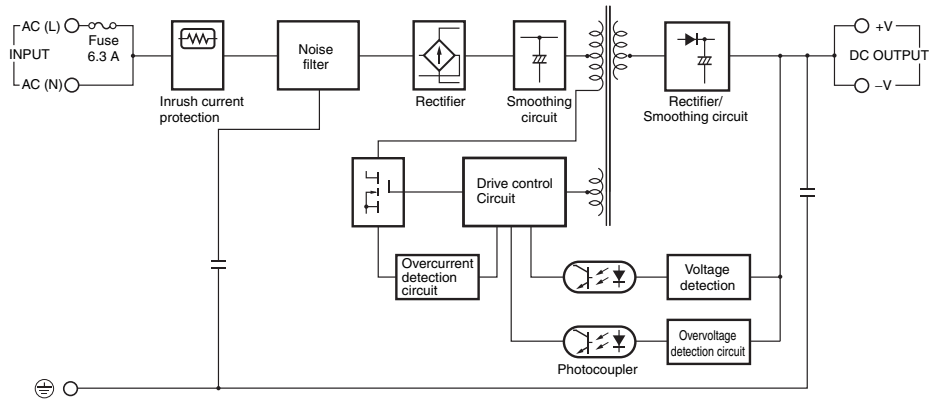 AC (L)
Fuse
6.3 A
INPUT
AC (N)
Inrush current
protection
Noise
filter
Rectifier
Smoothing
circuit
Rectifier/
Smoothing circuit
+V
DC OUTPUT
–V
Drive control
Circuit
Overcurrent
detection
circuit
Voltage
detection
Overvoltage
detection circuit
Photocoupler